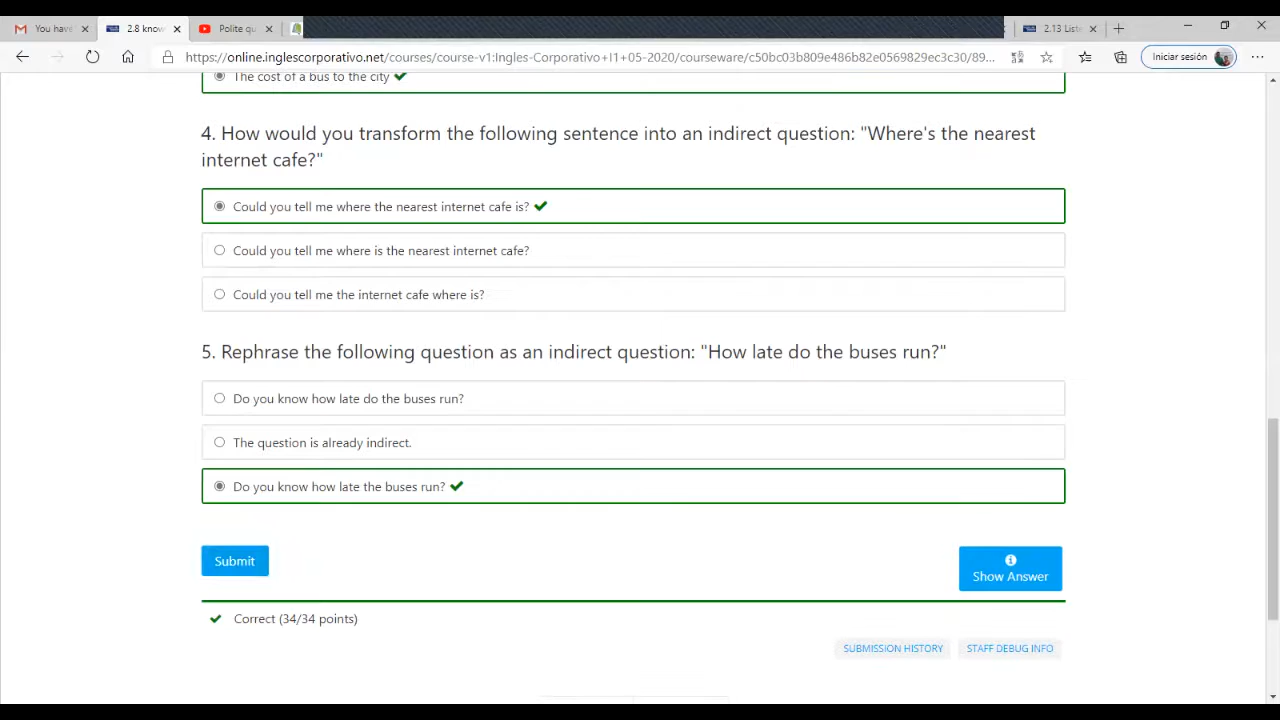 You have
2.8 know
Polite qu
2.13 Liste
https://online.inglescorporativo.net/courses/course-v1:Ingles-Corporativo+I1+05-2020/courseware/c50bc02b809e486b82e0569829ec3c30/89...
Iniciar sesión
The cost of a bus to the city
4. How would you transform the following sentence into an indirect question: "Where's the nearest
internet cafe?"
Could you tell me where the nearest internet cafe is?
Could you tell me where is the nearest internet cafe?
Could you tell me the internet cafe where is?
5. Rephrase the following question as an indirect question: "How late do the buses run?"
Do you know how late do the buses run?
The question is already indirect.
Do you know how late the buses run?
Submit
Show Answer
Correct (34/34 points)
SUBMISSION HISTORY
STAFF DEBUG INFO